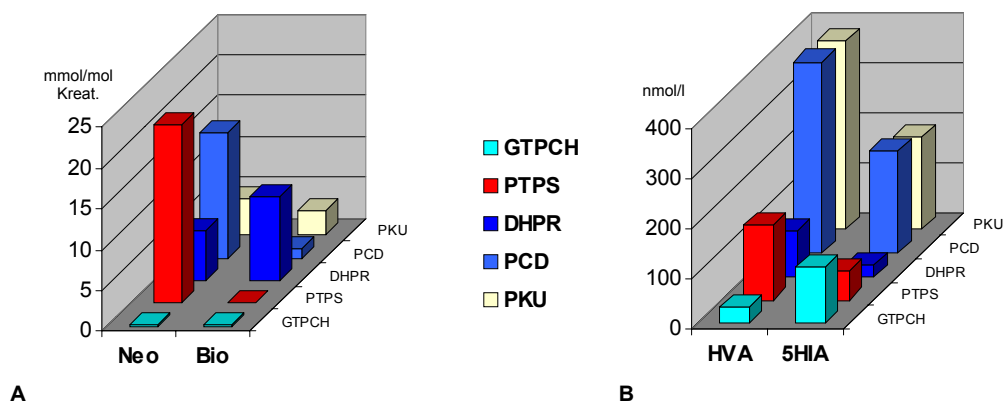 mmol/mol
Kreat.
25
20
15
10
5
0
Neo
Bio
PKU
PCD
DHPR
PTPS
GTPCH
A
GTPCH
PTPS
DHPR
PCD
PKU
nmol/l
400
300
200
100
0
HVA
5HIA
PKU
PCD
DHPR
PTPS
GTPCH
B